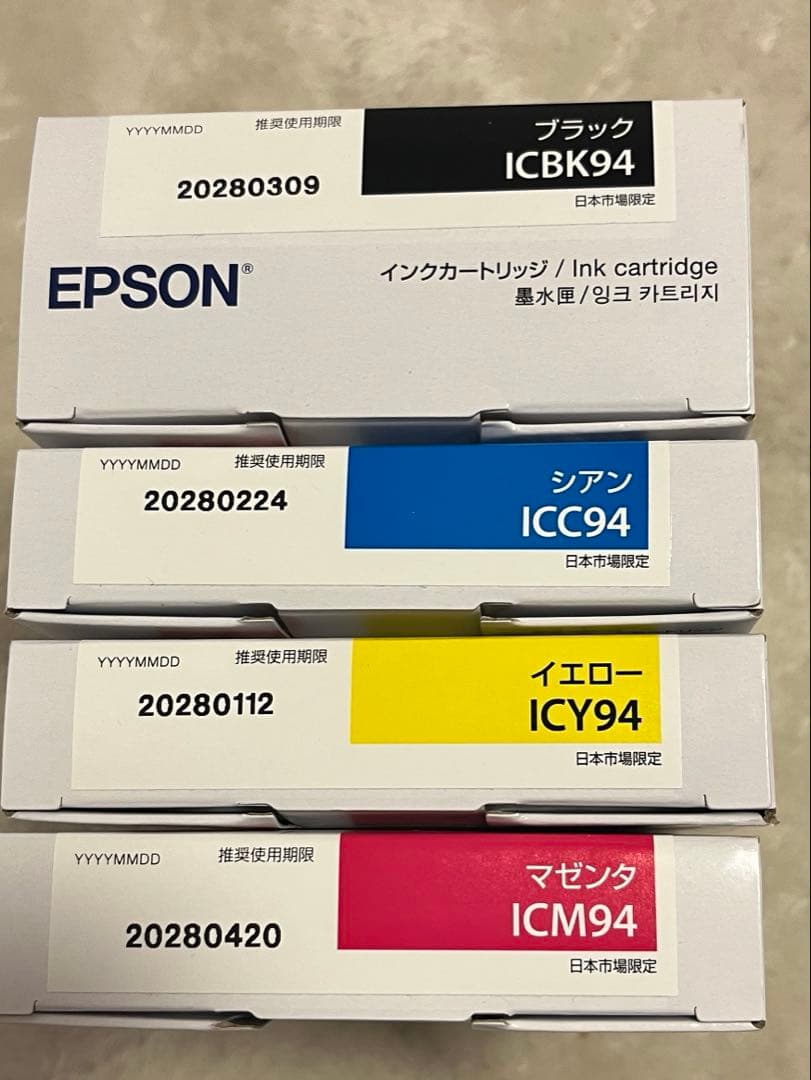 YYYYMMDD 推奨使用期限
20280309
ブラック
ICBK94
日本市場限定
EPSON®
インクカートリッジ / Ink cartridge
墨水匣/잉크 카트리지
YYYYMMDD 推奨使用期限
20280224
シアン
ICC94
日本市場限定
YYYYMMDD 推奨使用期限
20280112
イエロー
ICY94
日本市場限定
YYYYMMDD 推奨使用期限
20280420
マゼンタ
ICM94
日本市場限定